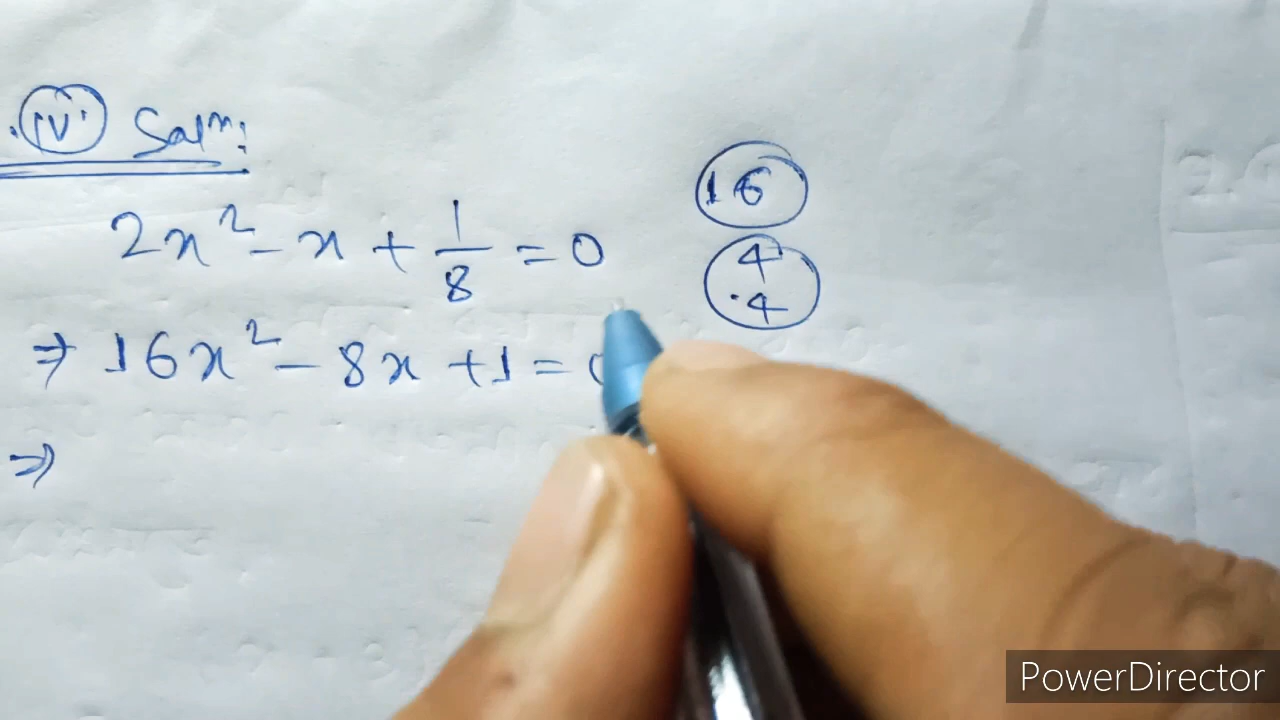 (iv) Solⁿ:
2x² - x + 1/8 = 0
⇒ 16x² - 8x + 1 = 0
⇒
16
4
4
PowerDirector